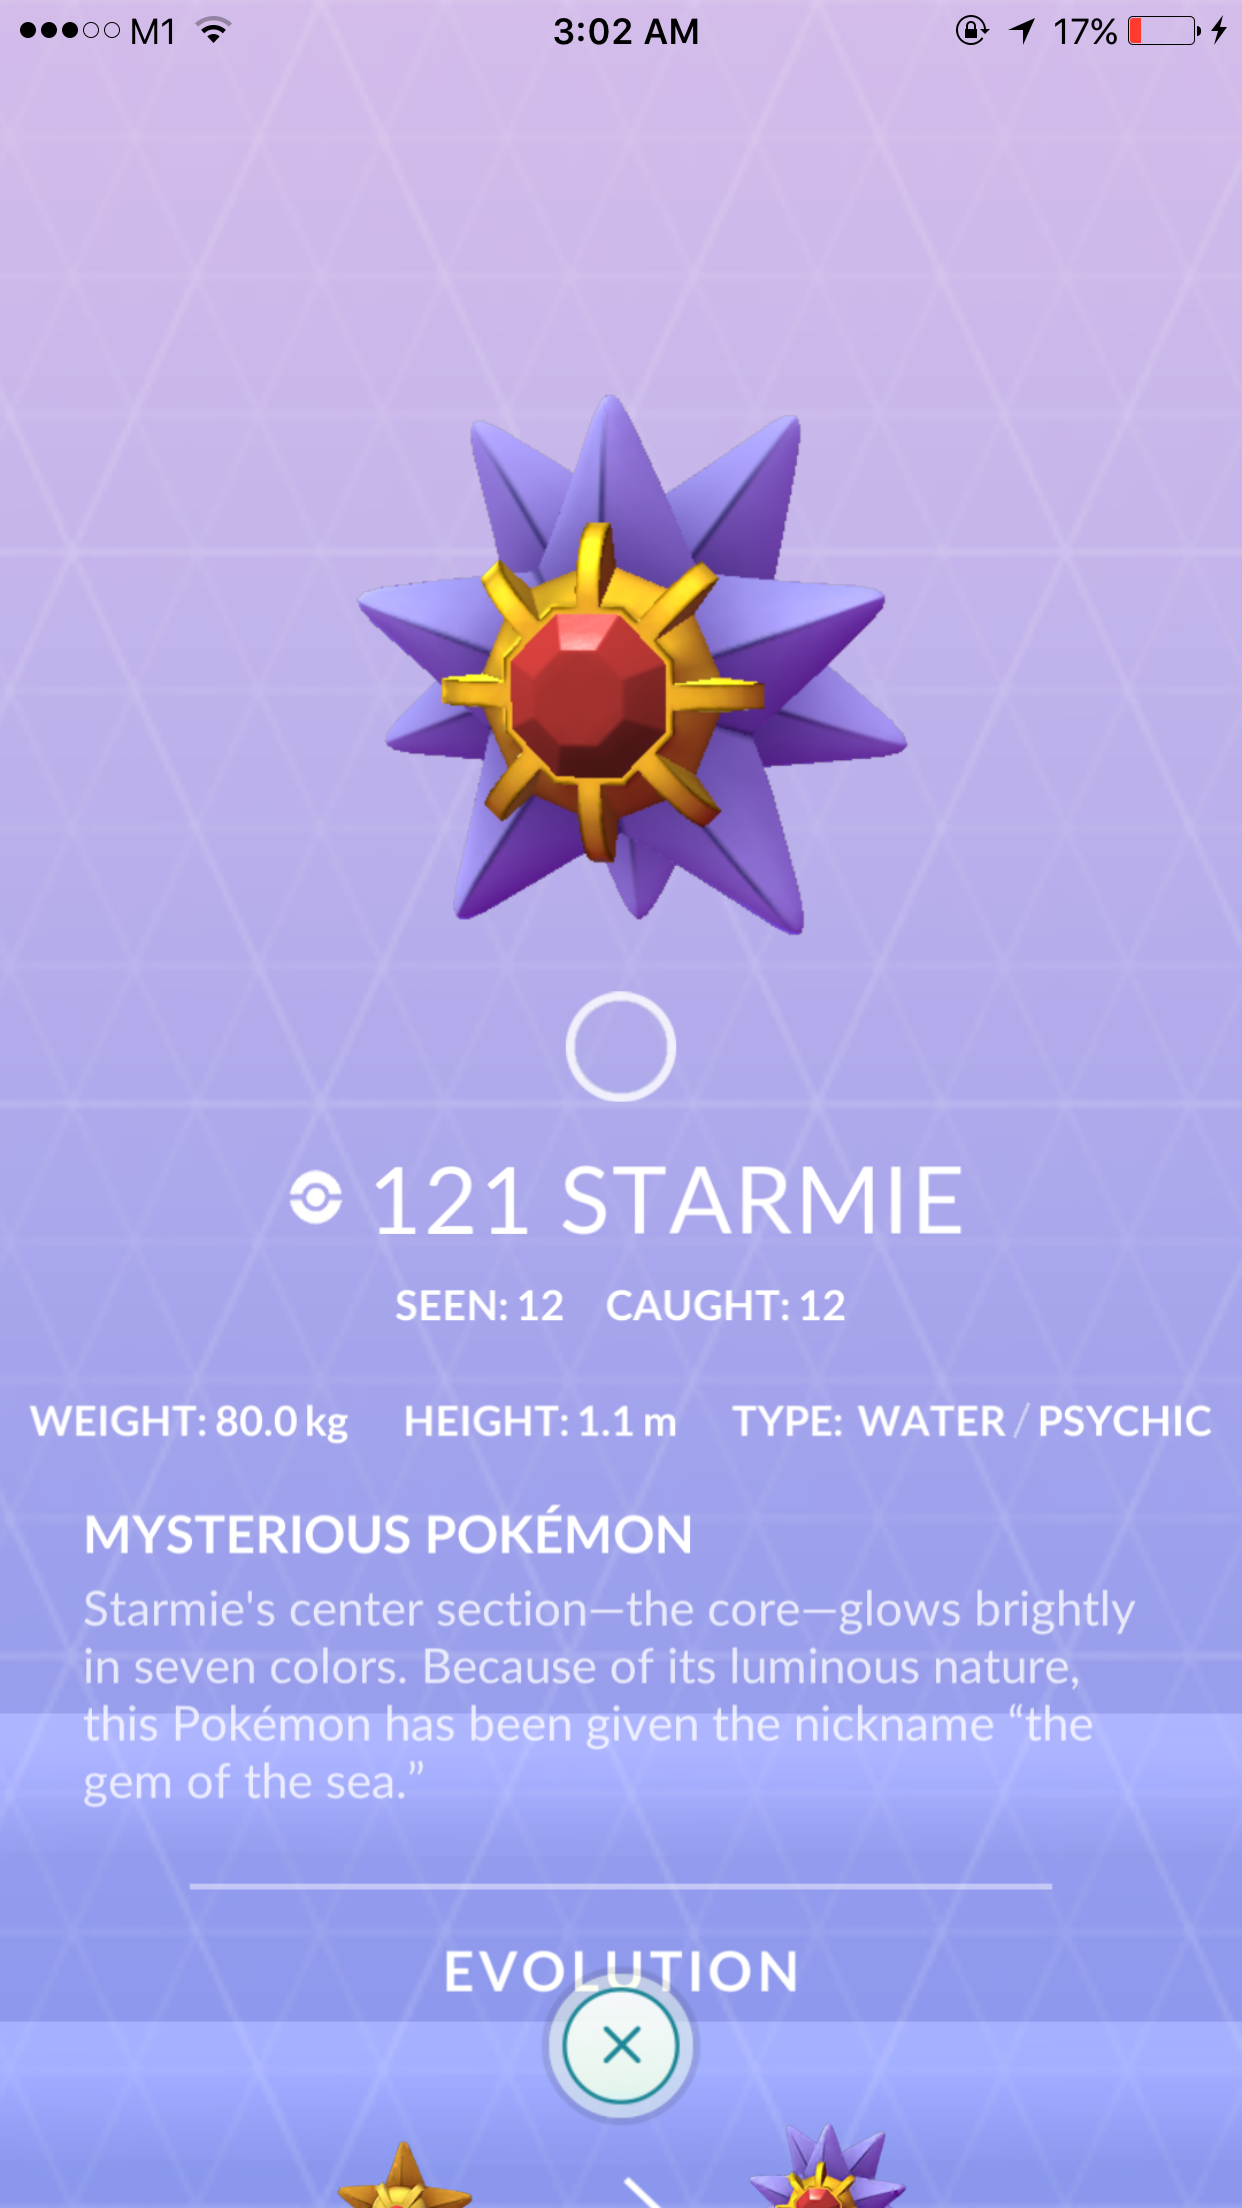 M1 3:02 AM 17%
121 STARMIE
SEEN: 12 CAUGHT: 12
WEIGHT: 80.0 kg HEIGHT: 1.1 m TYPE: WATER / PSYCHIC
MYSTERIOUS POKÉMON
Starmie's center section—the core—glows brightly
in seven colors. Because of its luminous nature,
this Pokémon has been given the nickname “the
gem of the sea.”
EVOLUTION